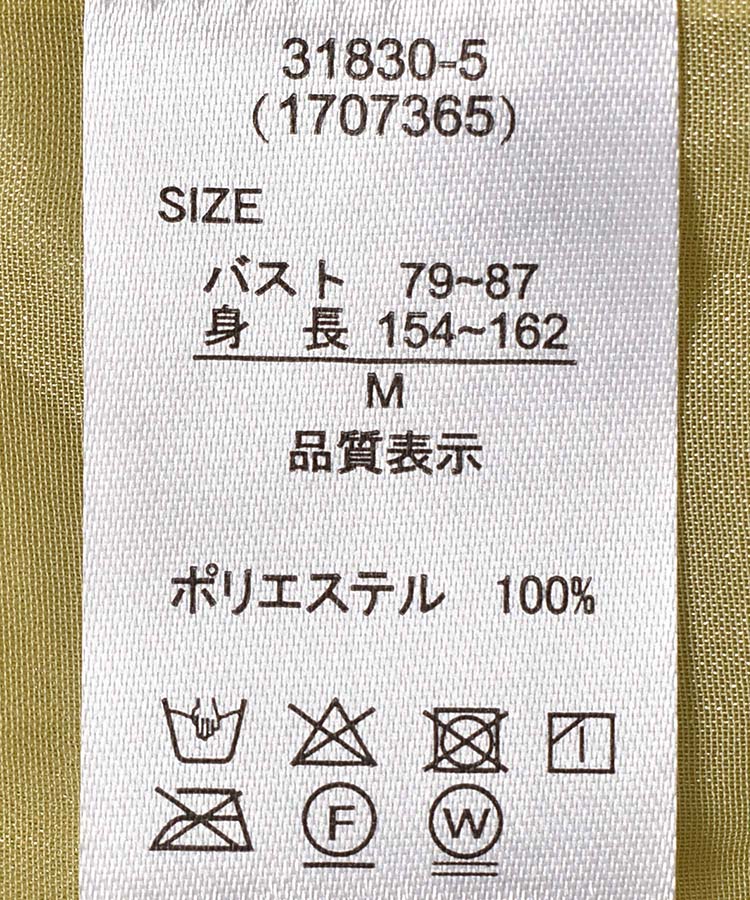 31830-5
(1707365)
SIZE
バスト 79~87
身 長 154~162
M
品質表示
ポリエステル 100%
F W